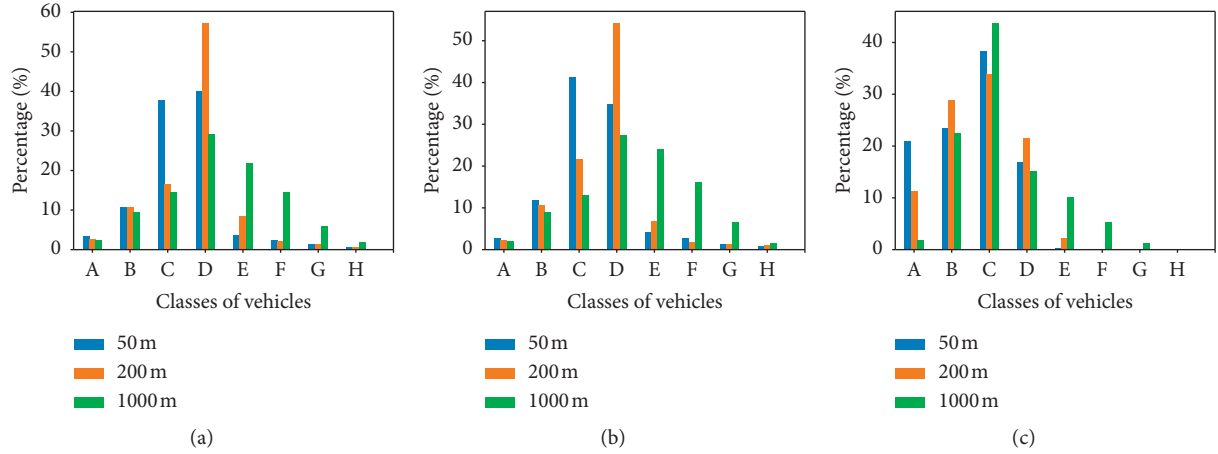 60
50
40
30
20
10
0
Percentage (%)
A B C D E F G H
Classes of vehicles
50 m
200 m
1000 m
(a)
50
40
30
20
10
0
Percentage (%)
A B C D E F G H
Classes of vehicles
50 m
200 m
1000 m
(b)
40
30
20
10
0
Percentage (%)
A B C D E F G H
Classes of vehicles
50 m
200 m
1000 m
(c)